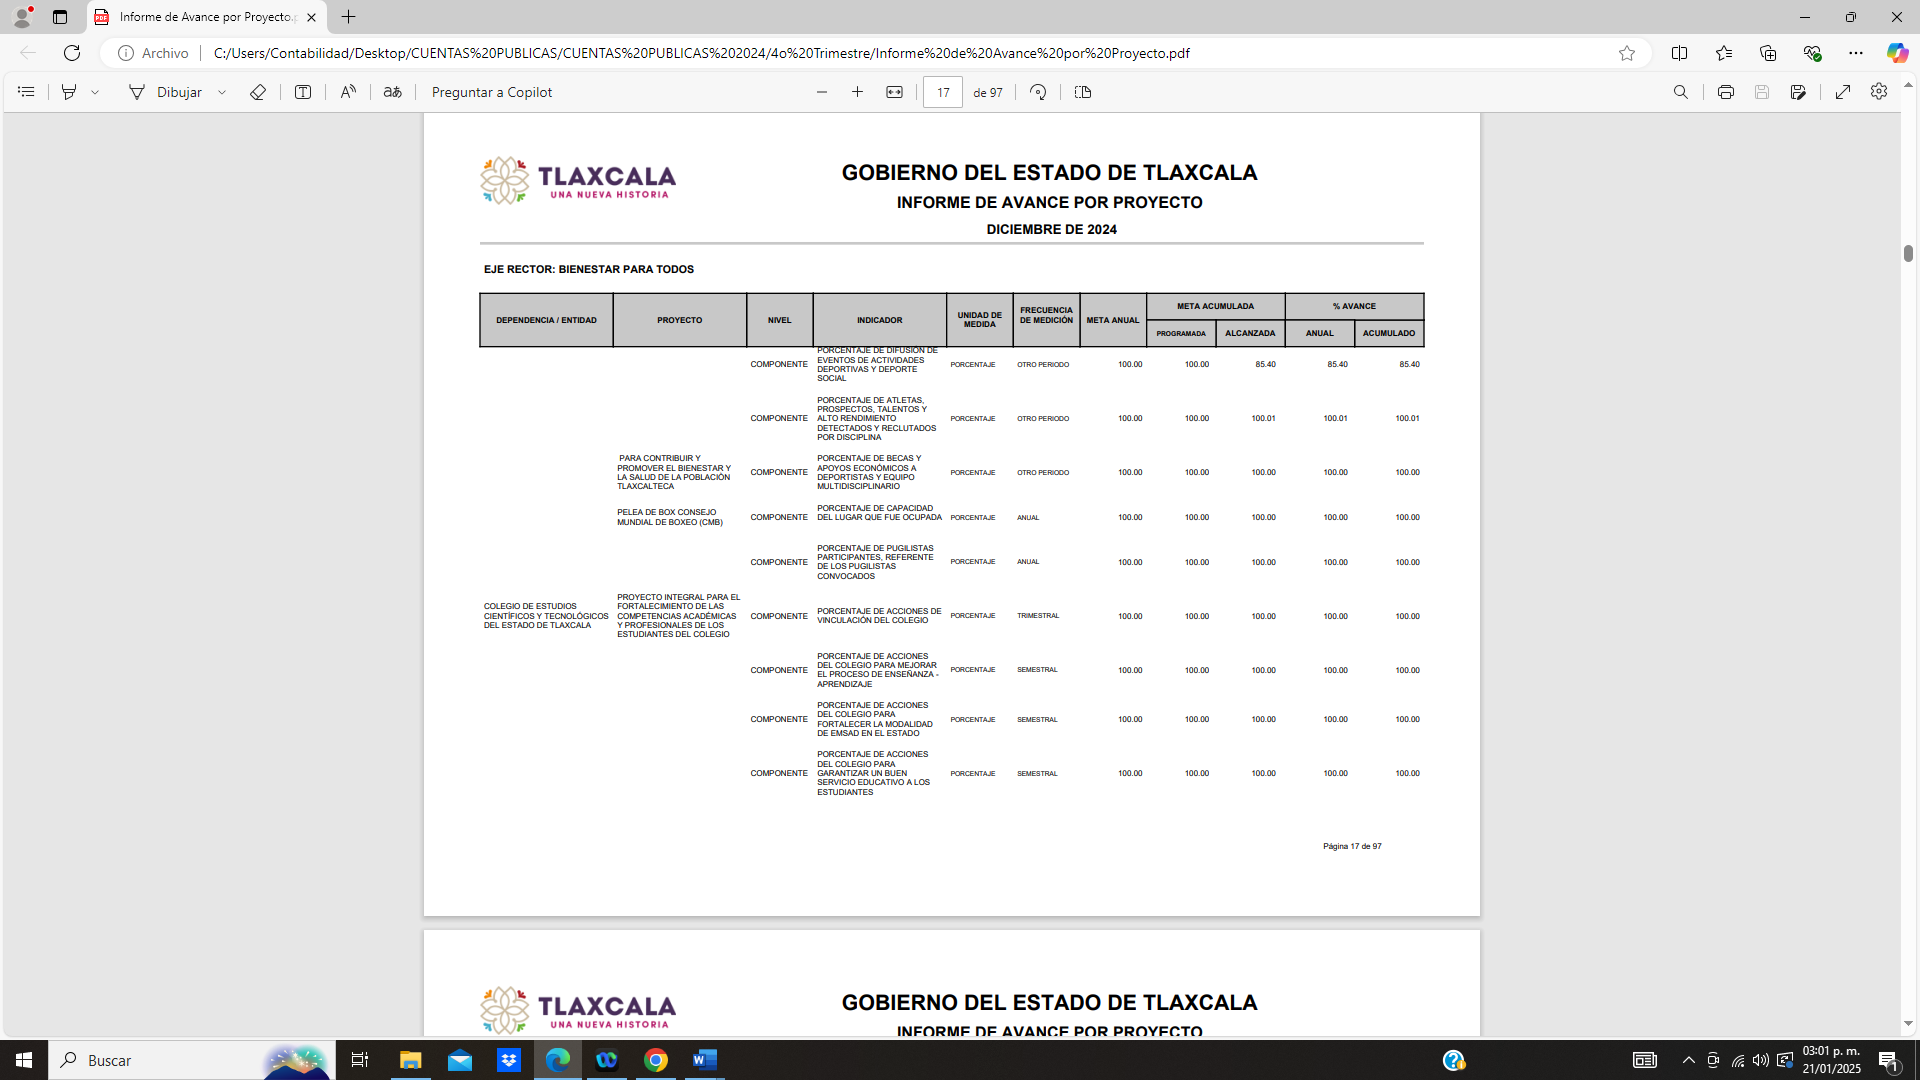 Informe de Avance por Proyecto.p
Archivo C:/Users/Contabilidad/Desktop/CUENTAS%20PUBLICAS/CUENTAS%20PUBLICAS%202024/4o%20Trimestre/Informe%20de%20Avance%20por%20Proyecto.pdf
Dibujar aあ Preguntar a Copilot 17 de 97
TLAXCALA
UNA NUEVA HISTORIA
GOBIERNO DEL ESTADO DE TLAXCALA
INFORME DE AVANCE POR PROYECTO
DICIEMBRE DE 2024
EJE RECTOR: BIENESTAR PARA TODOS
DEPENDENCIA / ENTIDAD PROYECTO NIVEL INDICADOR UNIDAD DE MEDIDA FRECUENCIA DE MEDICIÓN META ANUAL META ACUMULADA % AVANCE
PROGRAMADA ALCANZADA ANUAL ACUMULADO
PORCENTAJE DE DIFUSIÓN DE
EVENTOS DE ACTIVIDADES
COMPONENTE DEPORTIVAS Y DEPORTE PORCENTAJE OTRO PERIODO 100.00 100.00 85.40 85.40 85.40
SOCIAL
PORCENTAJE DE ATLETAS,
PROSPECTOS, TALENTOS Y
COMPONENTE ALTO RENDIMIENTO PORCENTAJE OTRO PERIODO 100.00 100.00 100.01 100.01 100.01
DETECTADOS Y RECLUTADOS
POR DISCIPLINA
PARA CONTRIBUIR Y PORCENTAJE DE BECAS Y
PROMOVER EL BIENESTAR Y APOYOS ECONÓMICOS A
LA SALUD DE LA POBLACIÓN COMPONENTE DEPORTISTAS Y EQUIPO PORCENTAJE OTRO PERIODO 100.00 100.00 100.00 100.00 100.00
TLAXCALTECA MULTIDISCIPLINARIO
PELEA DE BOX CONSEJO PORCENTAJE DE CAPACIDAD
MUNDIAL DE BOXEO (CMB) COMPONENTE DEL LUGAR QUE FUE OCUPADA PORCENTAJE ANUAL 100.00 100.00 100.00 100.00 100.00
PORCENTAJE DE PUGILISTAS
PARTICIPANTES, REFERENTE
COMPONENTE DE LOS PUGILISTAS PORCENTAJE ANUAL 100.00 100.00 100.00 100.00 100.00
CONVOCADOS
PROYECTO INTEGRAL PARA EL
COLEGIO DE ESTUDIOS FORTALECIMIENTO DE LAS PORCENTAJE DE ACCIONES DE
CIENTÍFICOS Y TECNOLÓGICOS COMPETENCIAS ACADÉMICAS COMPONENTE VINCULACIÓN DEL COLEGIO PORCENTAJE TRIMESTRAL 100.00 100.00 100.00 100.00 100.00
DEL ESTADO DE TLAXCALA Y PROFESIONALES DE LOS
ESTUDIANTES DEL COLEGIO
PORCENTAJE DE ACCIONES
DEL COLEGIO PARA MEJORAR
COMPONENTE EL PROCESO DE ENSEÑANZA - PORCENTAJE SEMESTRAL 100.00 100.00 100.00 100.00 100.00
APRENDIZAJE
PORCENTAJE DE ACCIONES
DEL COLEGIO PARA
COMPONENTE FORTALECER LA MODALIDAD PORCENTAJE SEMESTRAL 100.00 100.00 100.00 100.00 100.00
DE EMSAD EN EL ESTADO
PORCENTAJE DE ACCIONES
DEL COLEGIO PARA
COMPONENTE GARANTIZAR UN BUEN PORCENTAJE SEMESTRAL 100.00 100.00 100.00 100.00 100.00
SERVICIO EDUCATIVO A LOS
ESTUDIANTES
Página 17 de 97
TLAXCALA
UNA NUEVA HISTORIA
GOBIERNO DEL ESTADO DE TLAXCALA
INFORME DE AVANCE POR PROYECTO
Buscar
03:01 p. m.
21/01/2025
1